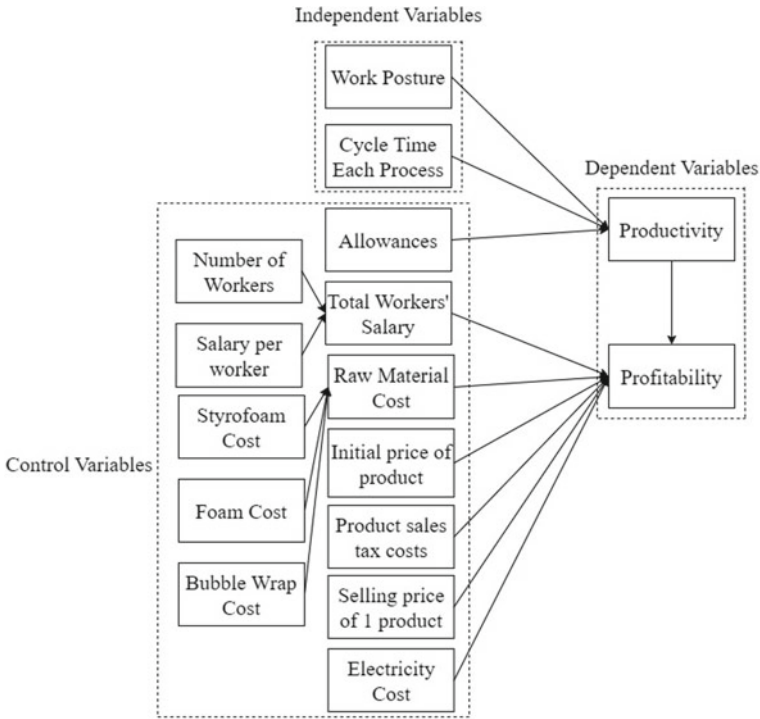 Independent Variables
Work Posture
Cycle Time
Each Process
Dependent Variables
Productivity
Profitability
Control Variables
Number of
Workers
Salary per
worker
Styrofoam
Cost
Foam Cost
Bubble Wrap
Cost
Allowances
Total Workers'
Salary
Raw Material
Cost
Initial price of
product
Product sales
tax costs
Selling price
of 1 product
Electricity
Cost